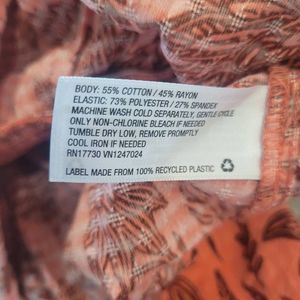 BODY: 55% COTTON / 45% RAYON
ELASTIC: 73% POLYESTER / 27% SPANDEX
MACHINE WASH COLD SEPARATELY, GENTLE CYCLE
ONLY NON-CHLORINE BLEACH IF NEEDED
TUMBLE DRY LOW, REMOVE PROMPTLY
COOL IRON IF NEEDED
RN17730 VN1247024
LABEL MADE FROM 100% RECYCLED PLASTIC